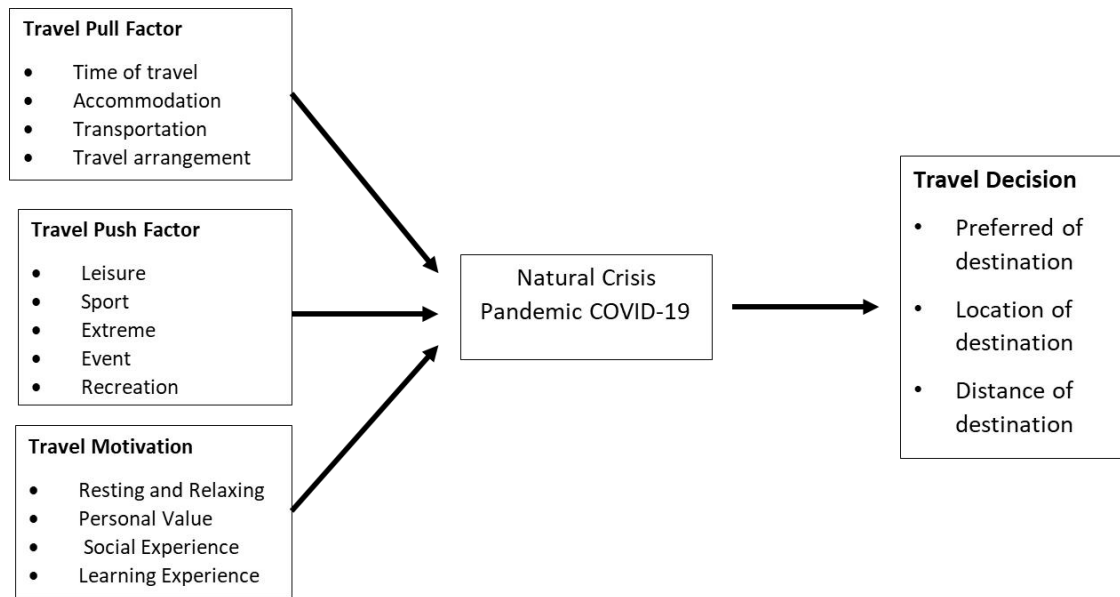 Travel Pull Factor
• Time of travel
• Accommodation
• Transportation
• Travel arrangement
Travel Push Factor
• Leisure
• Sport
• Extreme
• Event
• Recreation
Travel Motivation
• Resting and Relaxing
• Personal Value
• Social Experience
• Learning Experience
Natural Crisis
Pandemic COVID-19
Travel Decision
• Preferred of
destination
• Location of
destination
• Distance of
destination